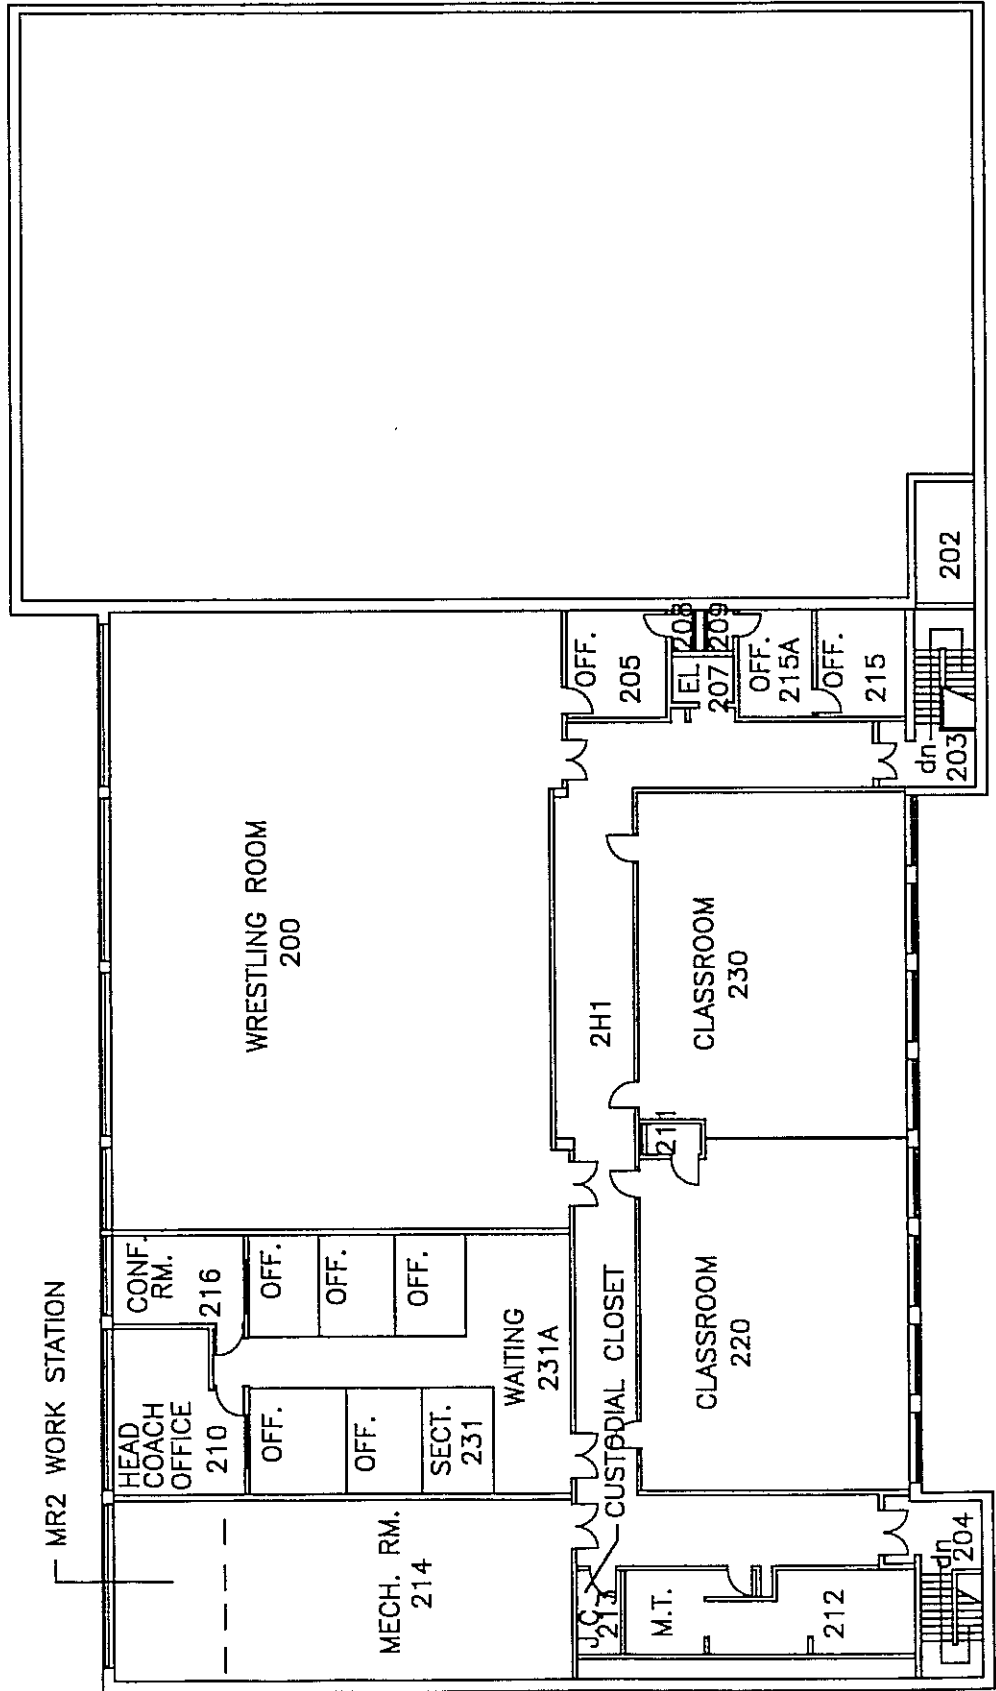 MR2 WORK STATION
HEAD
COACH
OFFICE
210
CONF.
RM.
216
OFF.
OFF.
OFF.
OFF.
OFF.
SECT.
231
WAITING
231A
MECH. RM.
214
WRESTLING ROOM
200
OFF.
205
208
209
EL.
207
OFF.
215A
OFF.
215
202
dn
203
2H1
CLASSROOM
230
211
CLASSROOM
220
CUSTODIAL CLOSET
J.C.
213
M.T.
212
dn
204